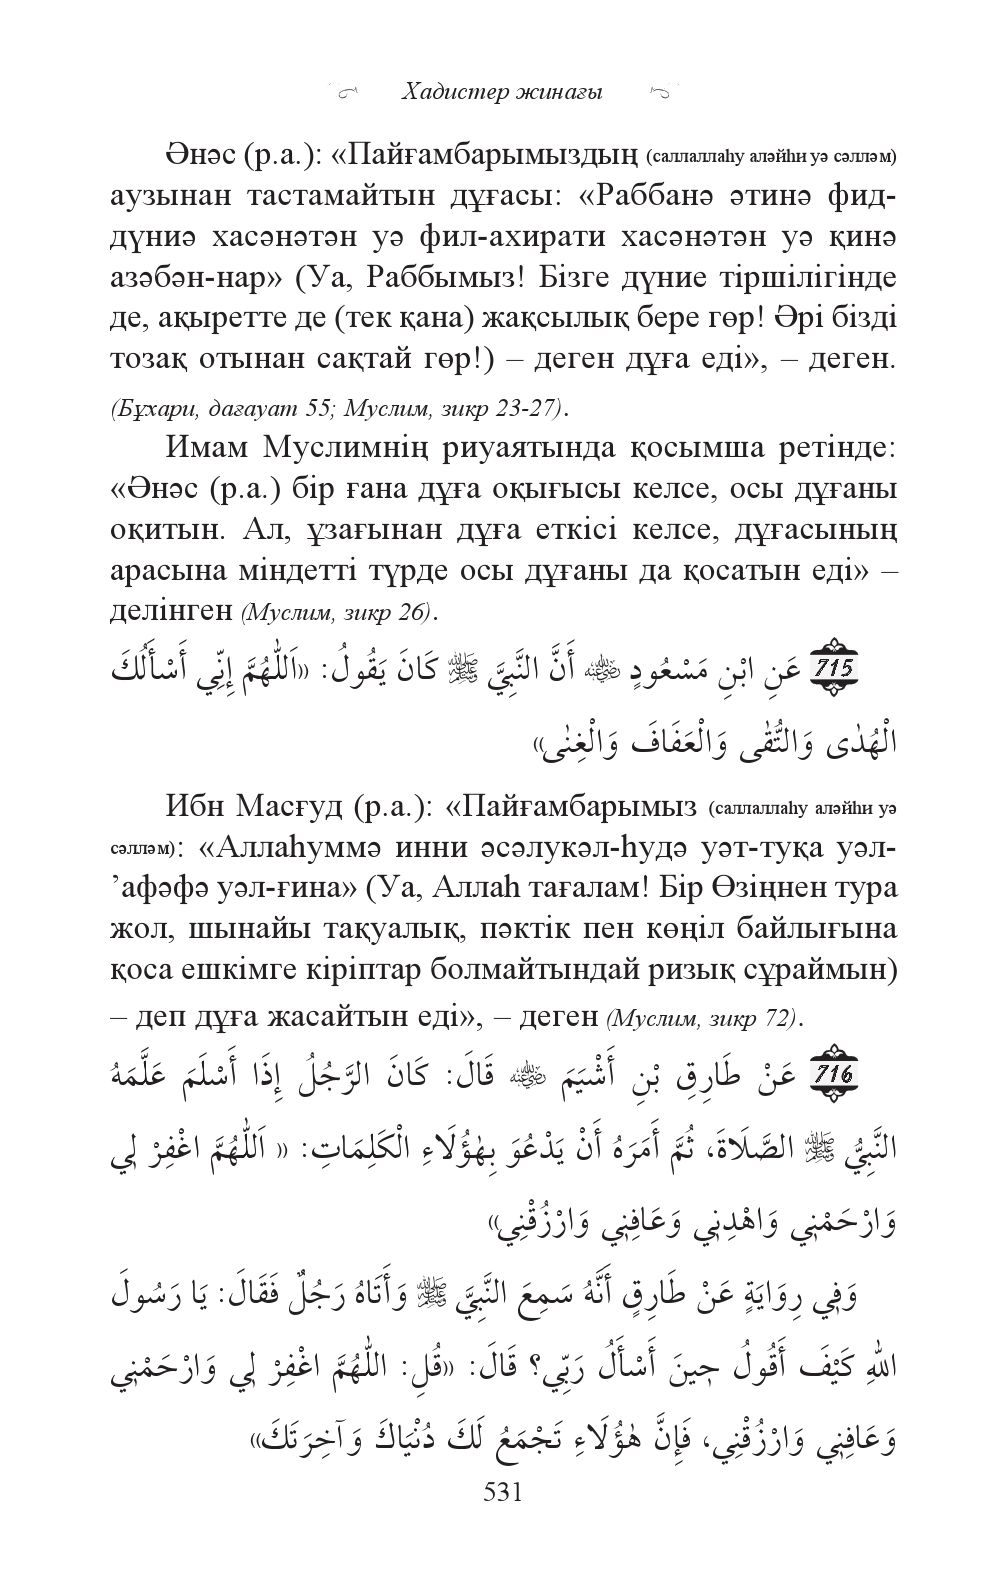 Хадистер жинағы
Әнәс (р.а.): «Пайғамбарымыздың (саллаллаһу аләйһи уә сәлләм)
аузынан тастамайтын дұғасы: «Раббанә әтинә фид-
дүниә хасәнәтән уә фил-ахирати хасәнәтән уә қинә
азәбән-нар» (Уа, Раббымыз! Бізге дүние тіршілігінде
де, ақыретте де (тек қана) жақсылық бере гөр! Әрі бізді
тозақ отынан сақтай гөр!) – деген дұға еді», – деген.
(Бұхари, дағауат 55; Муслим, зикр 23-27).
Имам Муслимнің риуаятында қосымша ретінде:
«Әнәс (р.а.) бір ғана дұға оқығысы келсе, осы дұғаны
оқитын. Ал, ұзағынан дұға еткісі келсе, дұғасының
арасына міндетті түрде осы дұғаны да қосатын еді» –
делінген (Муслим, зикр 26).
715 عَنِ ابْنِ مَسْعُودٍ ﷺ أَنَّ النَّبِيَّ ﷺ كَانَ يَقُولُ: «اَللّٰهُمَّ إِنِّي أَسْأَلُكَ
الْهُدٰى وَالتُّقٰى وَالْعَفَافَ وَالْغِنٰى»
Ибн Масғуд (р.а.): «Пайғамбарымыз (саллаллаһу аләйһи уә
сәлләм): «Аллаһуммә инни әсәлукәл-һудә уәт-туқа уәл-
’афәфә уәл-ғина» (Уа, Аллаһ тағалам! Бір Өзіңнен тура
жол, шынайы тақуалық, пәктік пен көңіл байлығына
қоса ешкімге кіріптар болмайтындай ризық сұраймын)
– деп дұға жасайтын еді», – деген (Муслим, зикр 72).
716 عَنْ طَارِقِ بْنِ أَشْيَمَ رضي الله عنه قَالَ: كَانَ الرَّجُلُ إِذَا أَسْلَمَ عَلَّمَهُ
النَّبِيُّ ﷺ الصَّلَاةَ، ثُمَّ أَمَرَهُ أَنْ يَدْعُوَ بِهٰؤُلَاءِ الْكَلِمَاتِ: « اَللّٰهُمَّ اغْفِرْ لِي
وَارْحَمْنِي وَاهْدِنِي وَعَافِنِي وَارْزُقْنِي»
وَفِي رِوَايَةٍ عَنْ طَارِقٍ أَنَّهُ سَمِعَ النَّبِيَّ ﷺ وَأَتَاهُ رَجُلٌ فَقَالَ: يَا رَسُولَ
اللهِ كَيْفَ أَقُولُ حِينَ أَسْأَلُ رَبِّي؟ قَالَ: «قُلِ: اللّٰهُمَّ اغْفِرْ لِي وَارْحَمْنِي
وَعَافِنِي وَارْزُقْنِي، فَإِنَّ هٰؤُلَاءِ تَجْمَعُ لَكَ دُنْيَاكَ وَآخِرَتَكَ»
531